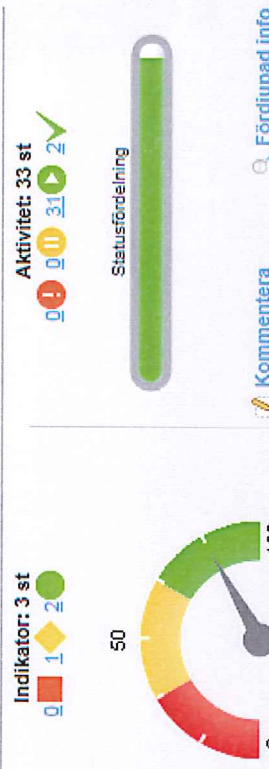 Indikator: 3 st
0 1 2
50
Aktivitet: 33 st
0 0 31 2
Statusfördelning
Kommentera
Fördjupad info